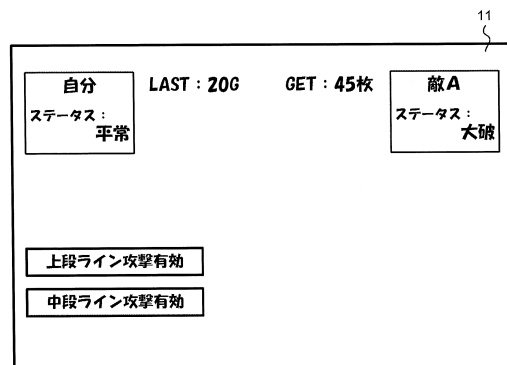 11
自分
ステータス：
平常
LAST：20G
GET：45枚
敵A
ステータス：
大破
上段ライン攻撃有効
中段ライン攻撃有効